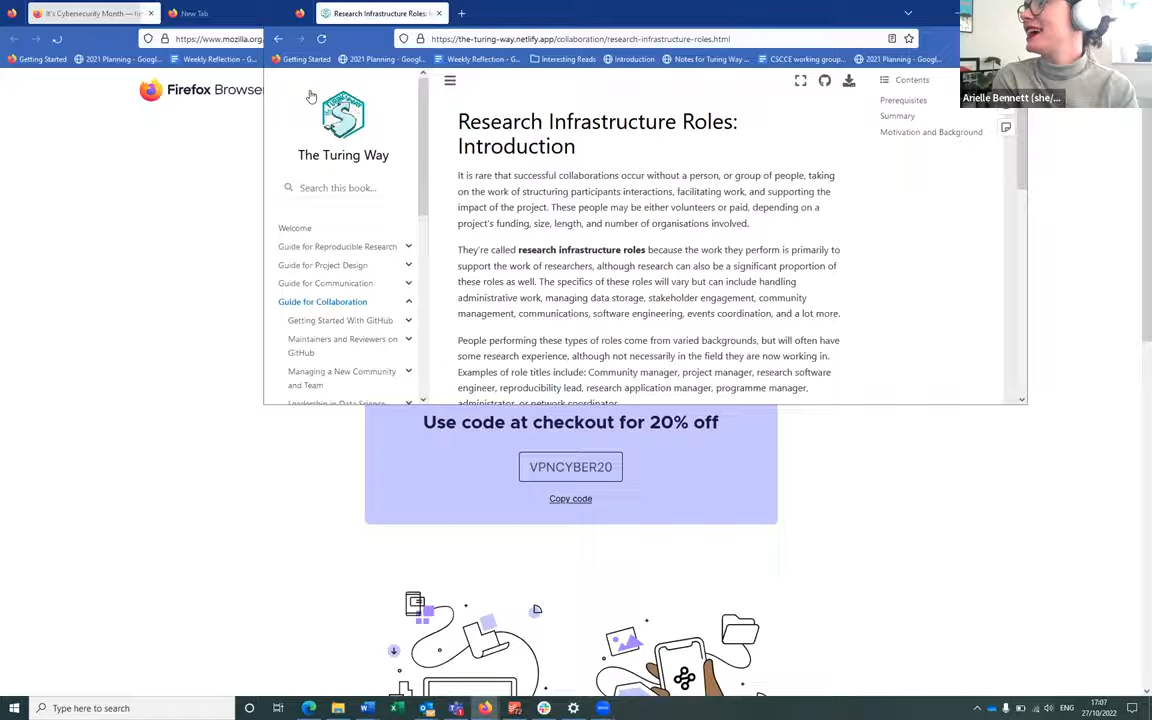 It's Cybersecurity Month — fir
New Tab
Research Infrastructure Roles: I
https://www.mozilla.org
https://the-turing-way.netlify.app/collaboration/research-infrastructure-roles.html
Getting Started
2021 Planning - Googl...
Weekly Reflection
Getting Started
2021 Planning - Googl...
Weekly Reflection - G...
Interesting Reads
Introduction
Notes for Turing Way ...
CSCCE working group...
2021 Planning - Googl...
Arielle Bennett (she/...
Firefox Browse
The Turing Way
Search this book...
Welcome
Guide for Reproducible Research
Guide for Project Design
Guide for Communication
Guide for Collaboration
Getting Started With GitHub
Maintainers and Reviewers on
GitHub
Managing a New Community
and Team
Leadership in Data Science
Research Infrastructure Roles:
Introduction
It is rare that successful collaborations occur without a person, or group of people, taking
on the work of structuring participants interactions, facilitating work, and supporting the
impact of the project. These people may be either volunteers or paid, depending on a
project's funding, size, length, and number of organisations involved.
They're called research infrastructure roles because the work they perform is primarily to
support the work of researchers, although research can also be a significant proportion of
these roles as well. The specifics of these roles will vary but can include handling
administrative work, managing data storage, stakeholder engagement, community
management, communications, software engineering, events coordination, and a lot more.
People performing these types of roles come from varied backgrounds, but will often have
some research experience, although not necessarily in the field they are now working in.
Examples of role titles include: Community manager, project manager, research software
engineer, reproducibility lead, research application manager, programme manager,
administrator, or network coordinator.
Contents
Prerequisites
Summary
Motivation and Background
Use code at checkout for 20% off
VPNCYBER20
Copy code
Type here to search
ENG
17:07
27/10/2022